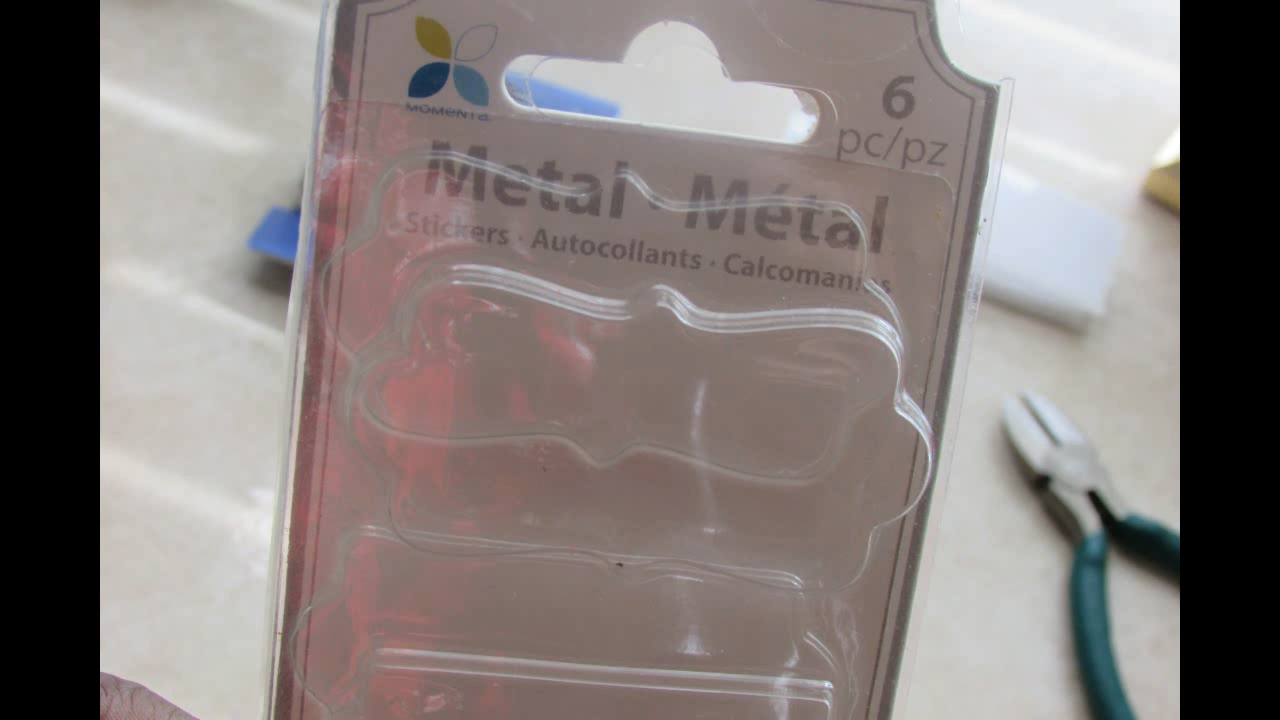 MOMENTA
6
pc/pz
Metal · Métal
Stickers · Autocollants · Calcomanías